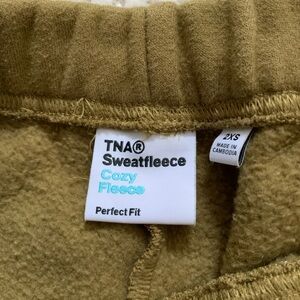 TNA®
Sweatfleece
Cozy
Fleece
Perfect Fit
2XS
MADE IN
CAMBODIA